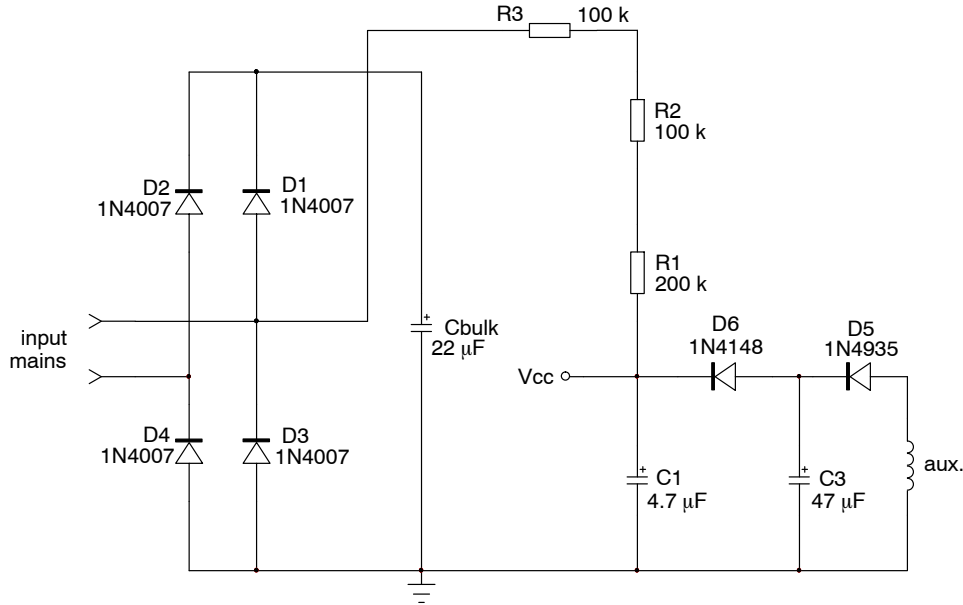 R3
100 k
R2
100 k
D2
1N4007
D1
1N4007
R1
200 k
input
mains
Cbulk
22 µF
D6
1N4148
D5
1N4935
Vcc
D4
1N4007
D3
1N4007
C1
4.7 µF
C3
47 µF
aux.